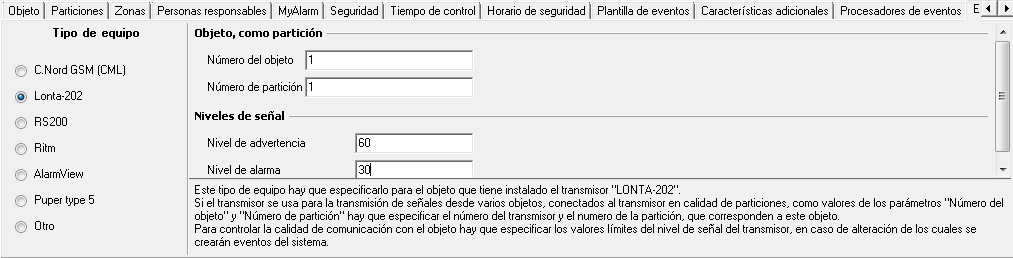 Objeto Particiones Zonas Personas responsables MyAlarm Seguridad Tiempo de control Horario de seguridad Plantilla de eventos Características adicionales Procesadores de eventos E
Tipo de equipo
C.Nord GSM (CML)
Lonta-202
RS200
Ritm
AlarmView
Puper type 5
Otro
Objeto, como partición
Número del objeto 1
Número de partición 1
Niveles de señal
Nivel de advertencia 60
Nivel de alarma 30
Este tipo de equipo hay que especificarlo para el objeto que tiene instalado el transmisor "LONTA-202".
Si el transmisor se usa para la transmisión de señales desde varios objetos, conectados al transmisor en calidad de particiones, como valores de los parámetros "Número del
objeto" y "Número de partición" hay que especificar el número del transmisor y el numero de la partición, que corresponden a este objeto.
Para controlar la calidad de comunicación con el objeto hay que especificar los valores límites del nivel de señal del transmisor, en caso de alteración de los cuales se
crearán eventos del sistema.